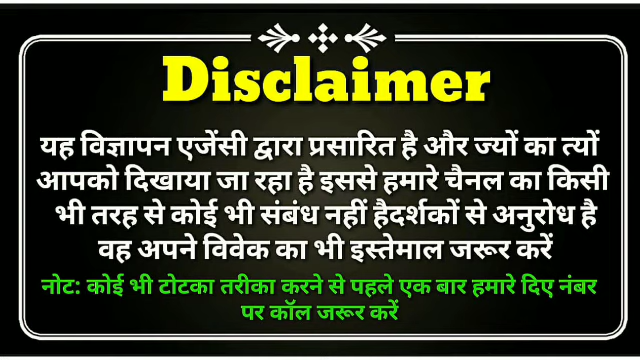 Disclaimer
यह विज्ञापन एजेंसी द्वारा प्रसारित है और ज्यों का त्यों
आपको दिखाया जा रहा है इससे हमारे चैनल का किसी
भी तरह से कोई भी संबंध नहीं हैदर्शकों से अनुरोध है
वह अपने विवेक का भी इस्तेमाल जरूर करें
नोट: कोई भी टोटका तरीका करने से पहले एक बार हमारे दिए नंबर
पर कॉल जरूर करें